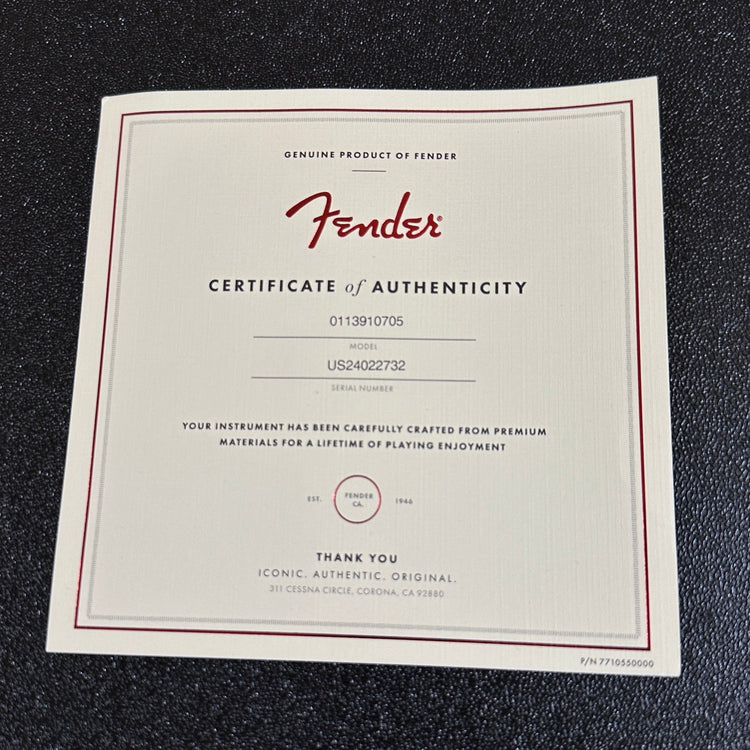 GENUINE PRODUCT OF FENDER
Fender®
CERTIFICATE of AUTHENTICITY
0113910705
MODEL
US24022732
SERIAL NUMBER
YOUR INSTRUMENT HAS BEEN CAREFULLY CRAFTED FROM PREMIUM
MATERIALS FOR A LIFETIME OF PLAYING ENJOYMENT
EST. FENDER CA. 1946
THANK YOU
ICONIC. AUTHENTIC. ORIGINAL.
311 CESSNA CIRCLE, CORONA, CA 92880
P/N 7710550000